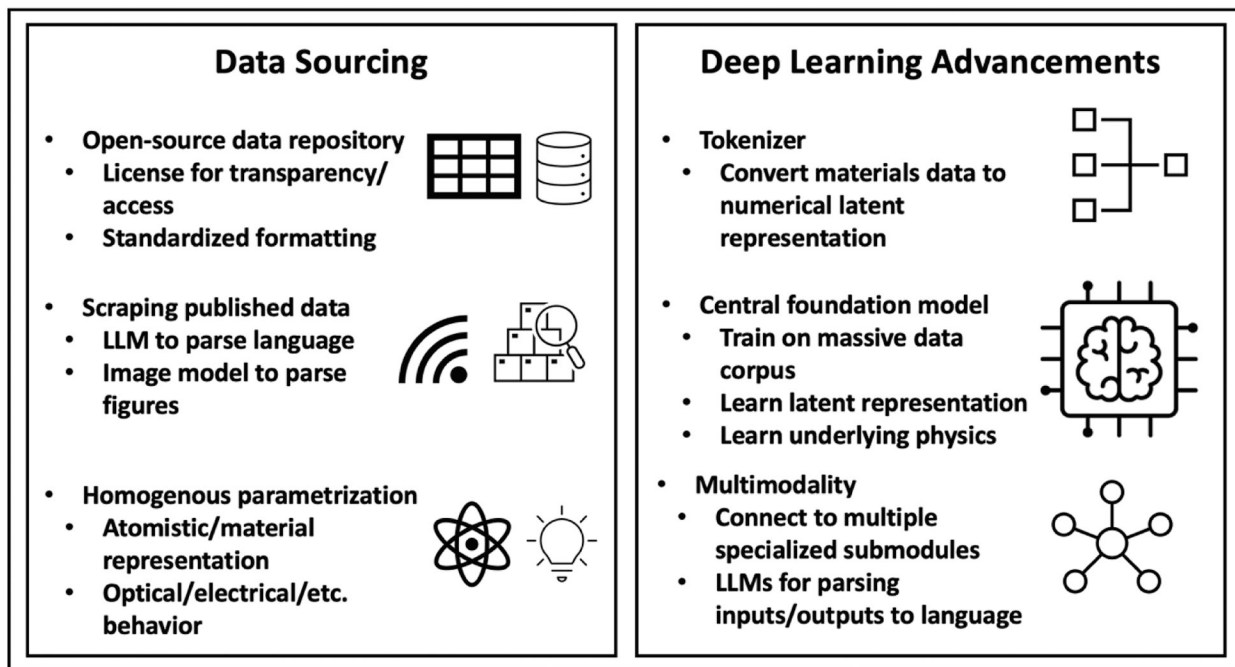 Data Sourcing
• Open-source data repository
• License for transparency/
access
• Standardized formatting
• Scraping published data
• LLM to parse language
• Image model to parse
figures
• Homogenous parametrization
• Atomistic/material
representation
• Optical/electrical/etc.
behavior
Deep Learning Advancements
• Tokenizer
• Convert materials data to
numerical latent
representation
• Central foundation model
• Train on massive data
corpus
• Learn latent representation
• Learn underlying physics
• Multimodality
• Connect to multiple
specialized submodules
• LLMs for parsing
inputs/outputs to language